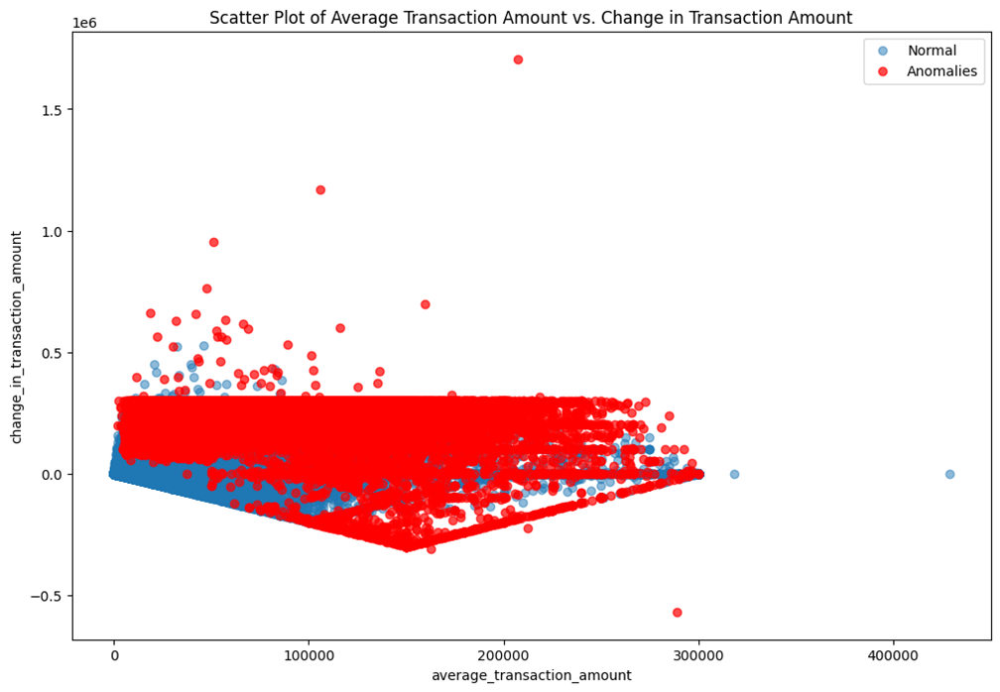 Scatter Plot of Average Transaction Amount vs. Change in Transaction Amount
1e6
Normal
Anomalies
1.5
1.0
0.5
0.0
−0.5
change_in_transaction_amount
0 100000 200000 300000 400000
average_transaction_amount